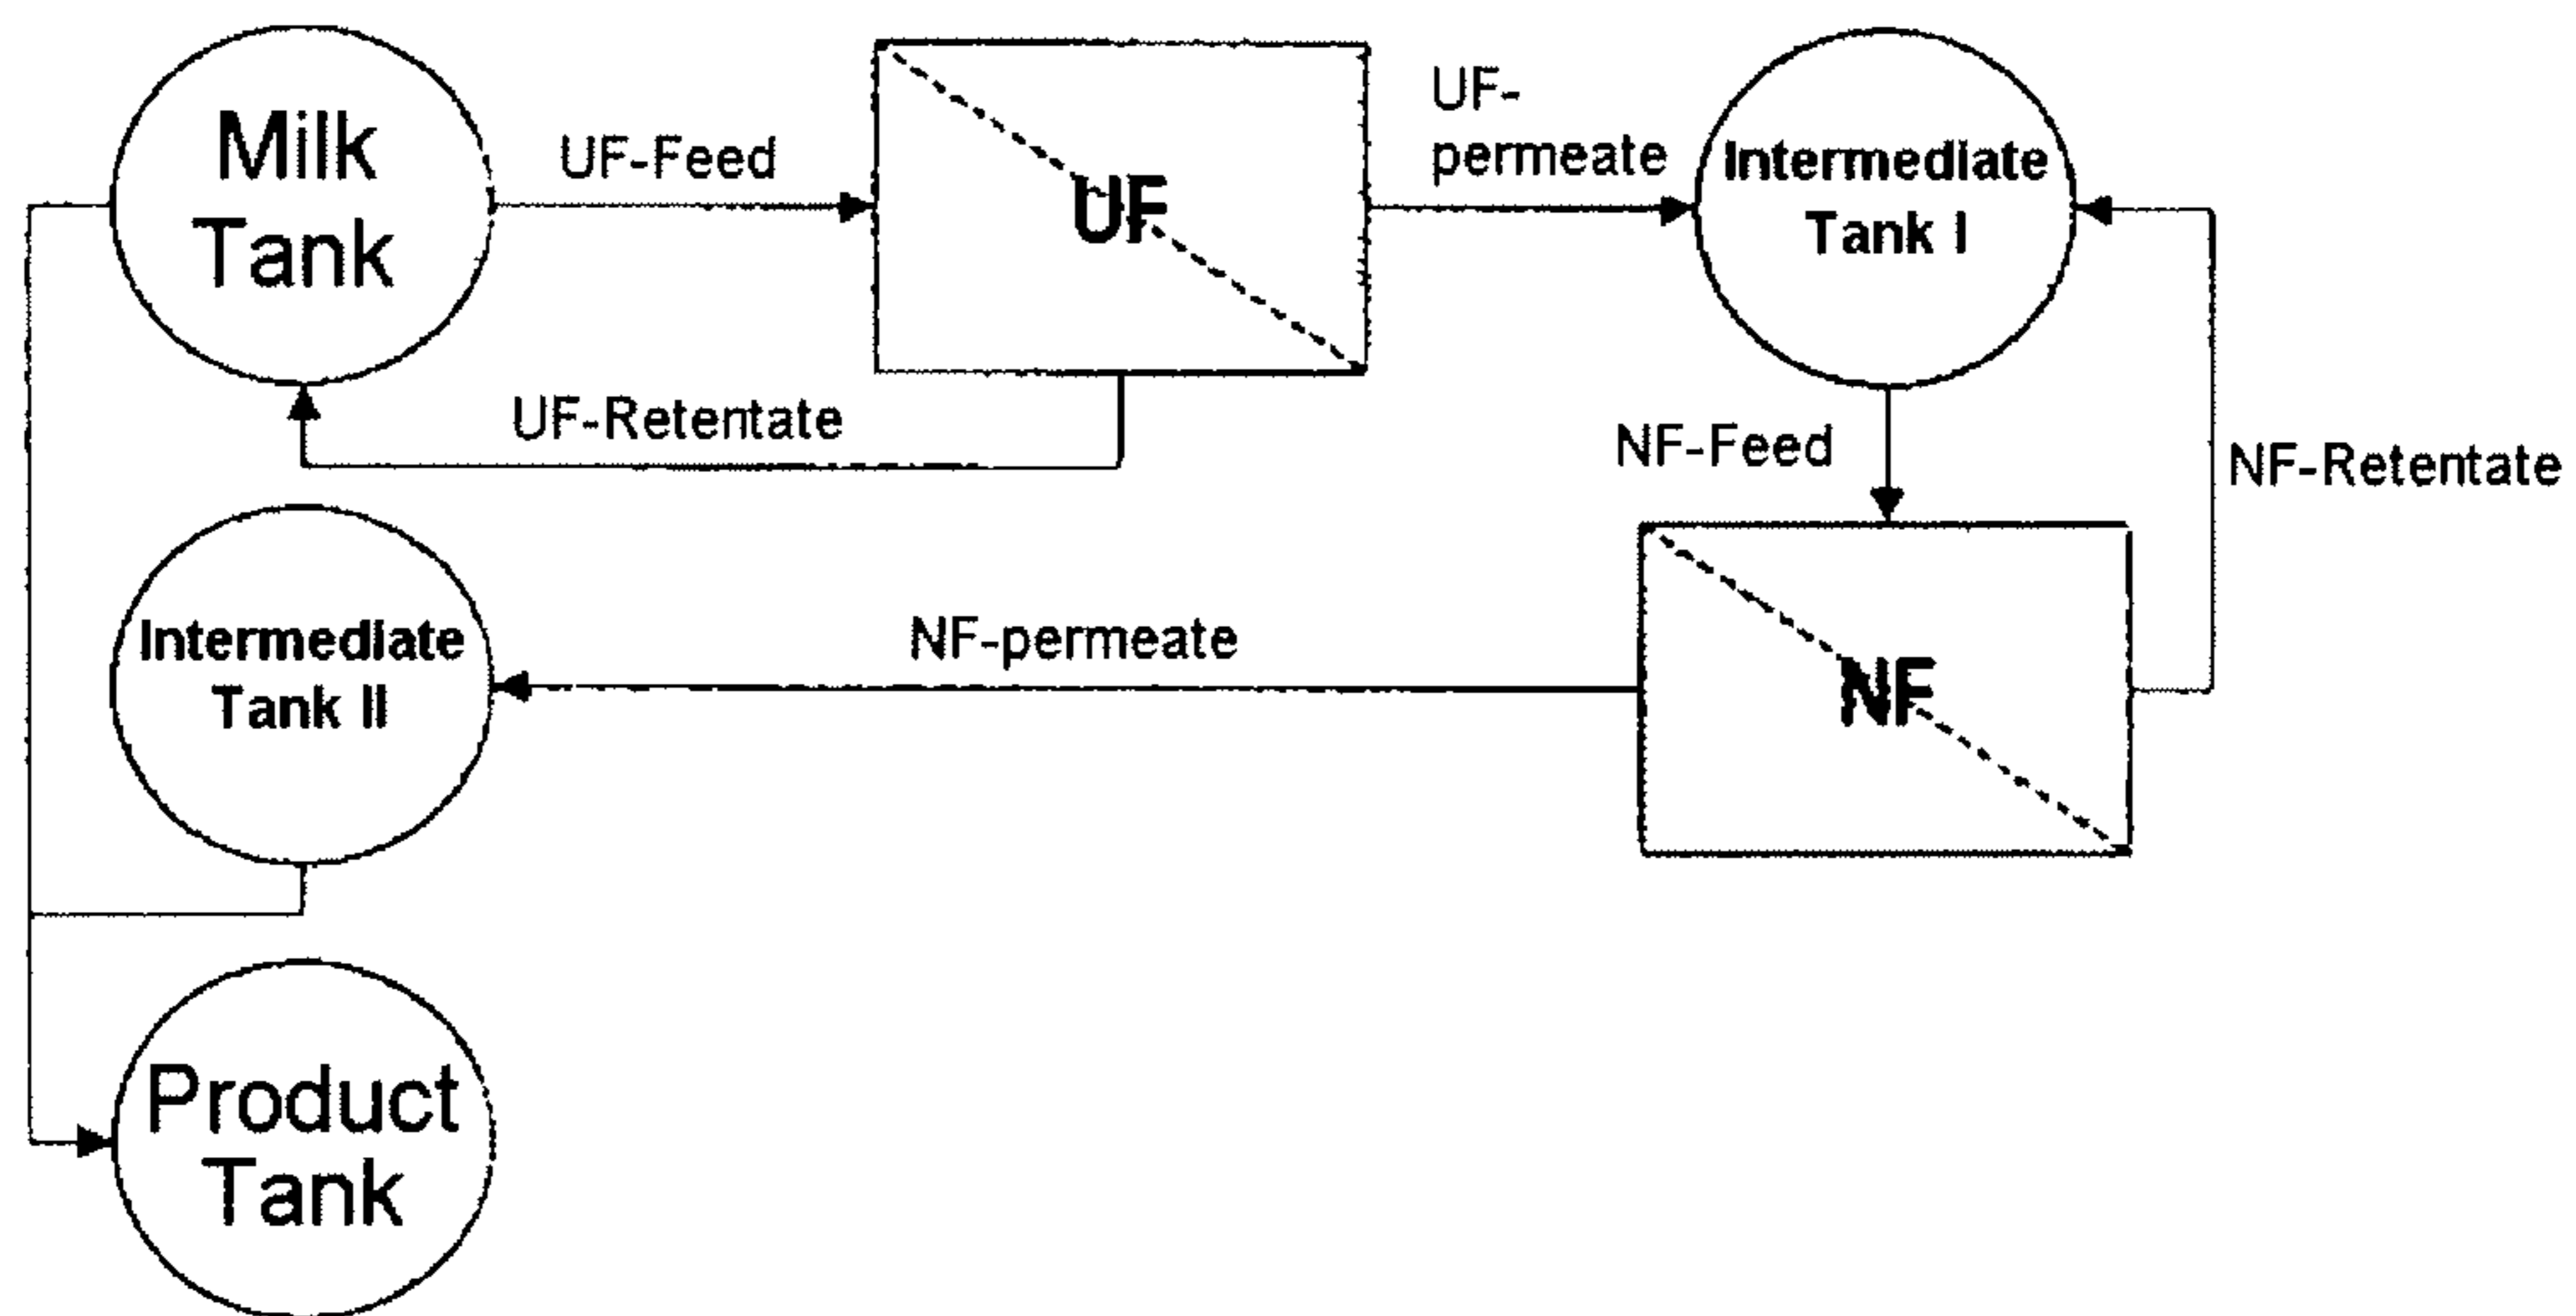 Milk
Tank
UF-Feed
UF
UF-
permeate
Intermediate
Tank I
UF-Retentate
NF-Feed
NF-Retentate
Intermediate
Tank II
NF-permeate
NF
Product
Tank